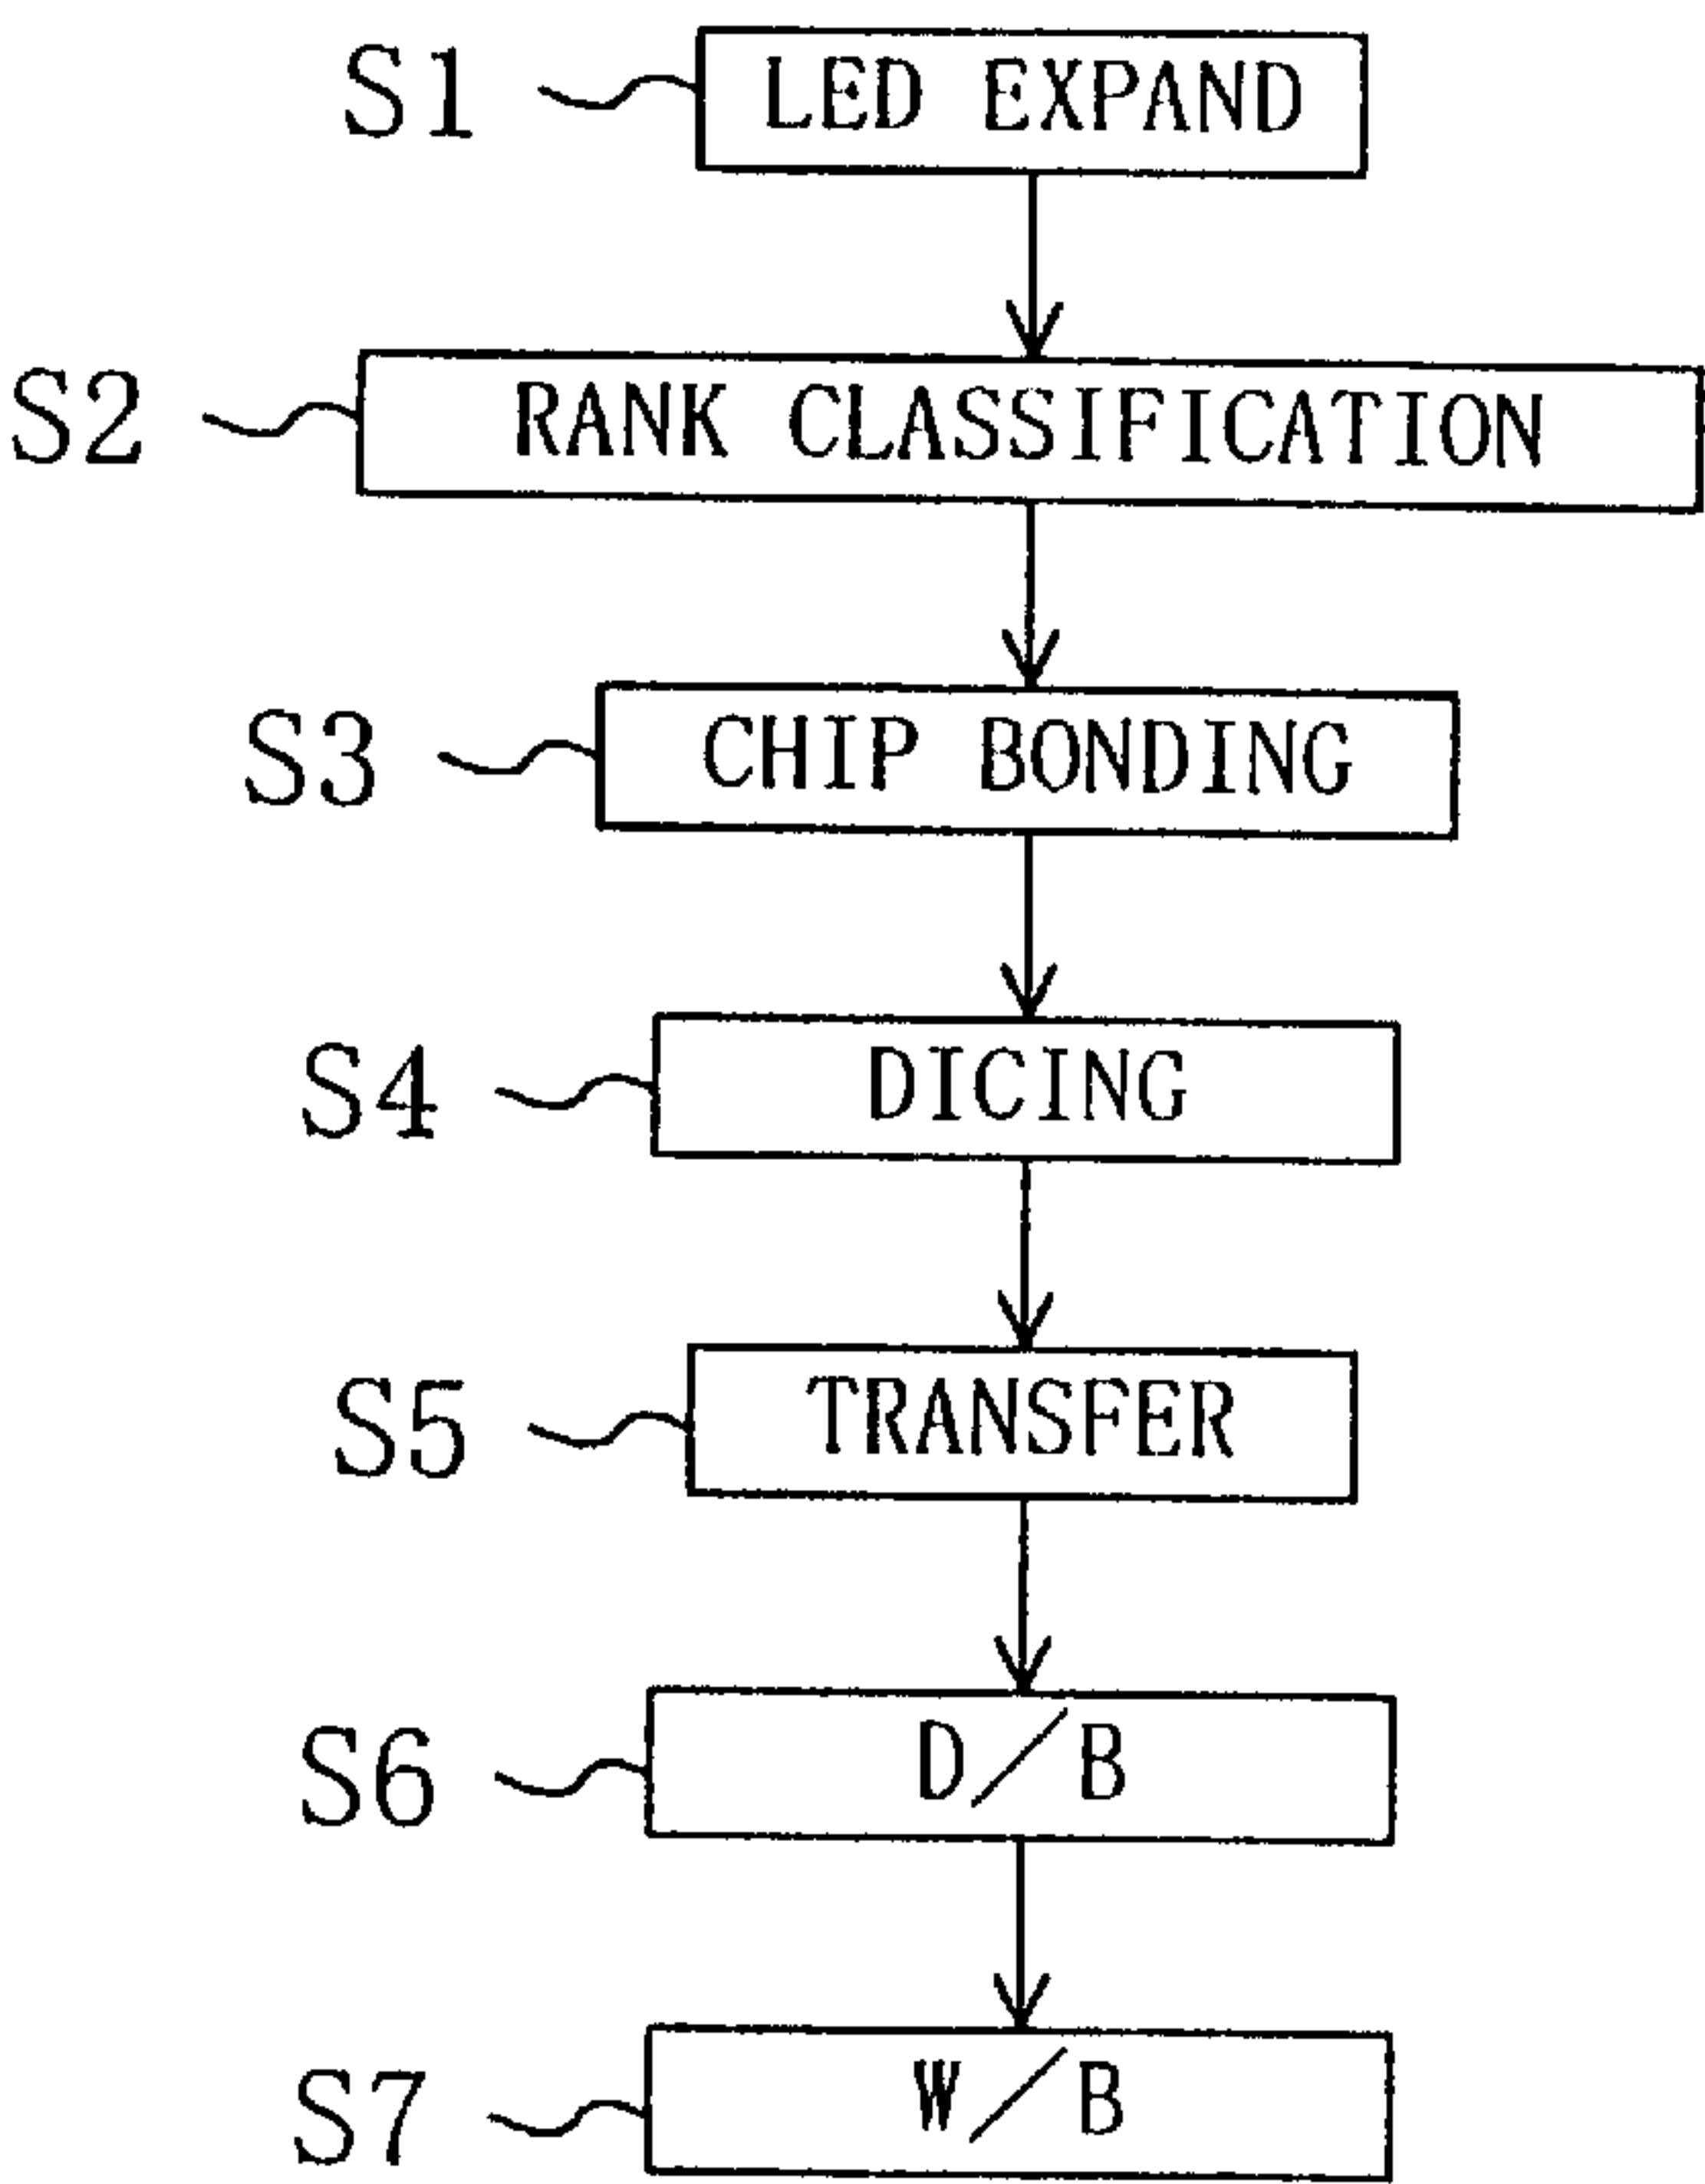 S1 LED EXPAND
S2 RANK CLASSIFICATION
S3 CHIP BONDING
S4 DICING
S5 TRANSFER
S6 D/B
S7 W/B